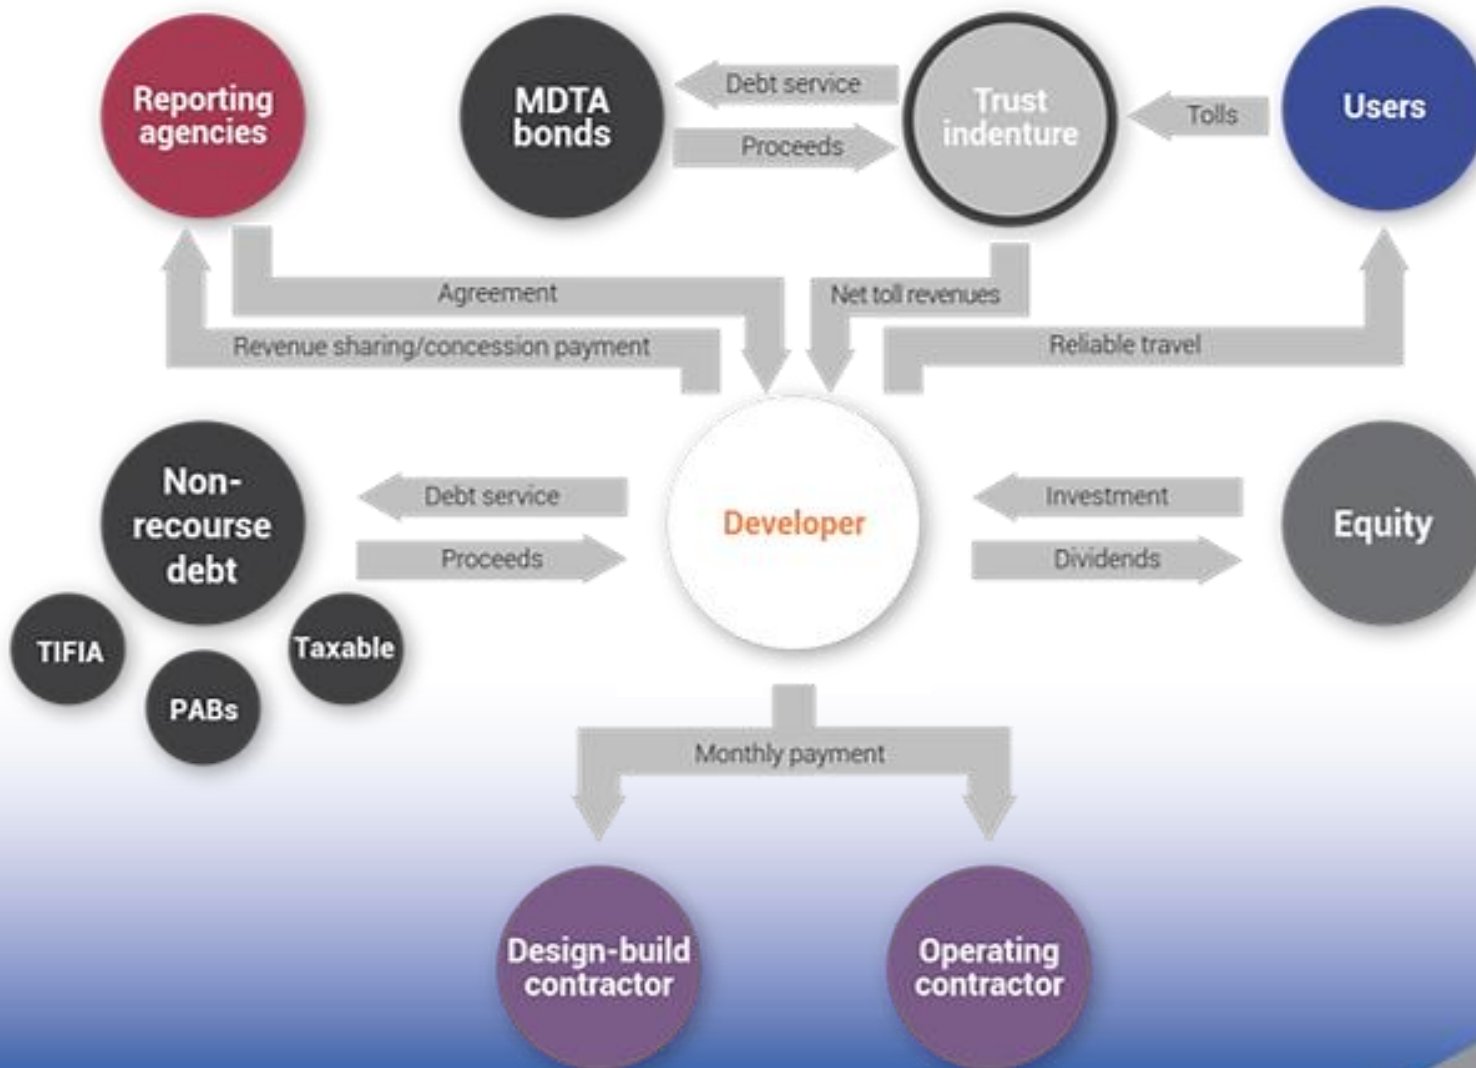 Reporting
agencies
MDTA
bonds
Debt service
Proceeds
Trust
indenture
Tolls
Users
Agreement
Net toll revenues
Revenue sharing/concession payment
Reliable travel
Non-
recourse
debt
Debt service
Proceeds
Developer
Investment
Dividends
Equity
TIFIA
PABs
Taxable
Monthly payment
Design-build
contractor
Operating
contractor